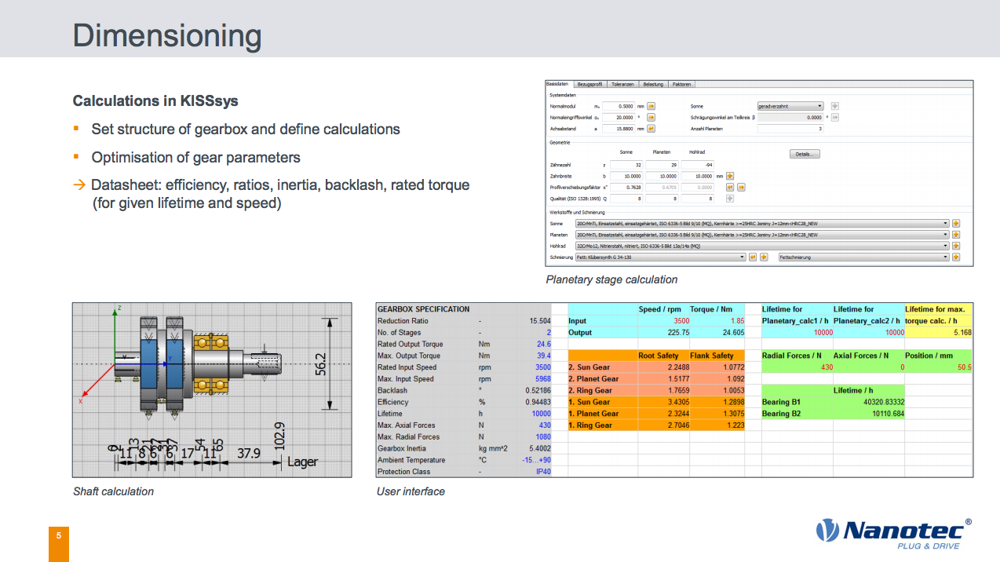 Dimensioning
Calculations in KISSsys
Set structure of gearbox and define calculations
Optimisation of gear parameters
→ Datasheet: efficiency, ratios, inertia, backlash, rated torque
(for given lifetime and speed)
Basisdaten Bezugsprofil Toleranzen Belastung Faktoren
Systemdaten
Normalmodul mₙ 0.5000 mm Sonne geradverzahnt
Normaleingriffswinkel αₙ 20.0000 ° Schrägungswinkel am Teilkreis β 0.0000 °
Achsabstand a 15.8800 mm Anzahl Planeten 3
Geometrie
Sonne Planeten Hohlrad Details...
Zähnezahl z 32 29 -94
Zahnbreite b 10.0000 10.0000 10.0000 mm
Profilverschiebungsfaktor x* 0.7628 0.6705 0.0000
Qualität (ISO 1328:1995) Q 8 8 8
Werkstoffe und Schmierung
Sonne 20CrMnTi, Einsatzstahl, einsatzgehärtet, ISO 6336-5 Bild 9/10 (MQ), Kernhärte >=25HRC Jominy J=12mm<HRC28_NEW
Planeten 20CrMnTi, Einsatzstahl, einsatzgehärtet, ISO 6336-5 Bild 9/10 (MQ), Kernhärte >=25HRC Jominy J=12mm<HRC28_NEW
Hohlrad 32CrMo12, Nitrierstahl, nitriert, ISO 6336-5 Bild 13a/14a (MQ)
Schmierung Fett: Klübersynth G 34-130 Fettschmierung
Planetary stage calculation
Z
Y
X
56.2
13
54
65
102.9
11 8 6 6 17 11 37.9
Lager
Shaft calculation
GEARBOX SPECIFICATION Speed / rpm Torque / Nm Lifetime for Lifetime for Lifetime for max.
Reduction Ratio - 15.504 Input 3500 1.85 Planetary_calc1 / h Planetary_calc2 / h torque calc. / h
No. of Stages - 2 Output 225.75 24.605 10000 10000 5.168
Rated Output Torque Nm 24.6
Max. Output Torque Nm 39.4 Root Safety Flank Safety Radial Forces / N Axial Forces / N Position / mm
Rated Input Speed rpm 3500 2. Sun Gear 2.2488 1.0772 430 0 50.5
Max. Input Speed rpm 5968 2. Planet Gear 1.5177 1.092
Backlash ° 0.52186 2. Ring Gear 1.7659 1.0053 Lifetime / h
Efficiency % 0.94483 1. Sun Gear 3.4305 1.2898 Bearing B1 40320.83332
Lifetime h 10000 1. Planet Gear 2.3244 1.3075 Bearing B2 10110.684
Max. Axial Forces N 430 1. Ring Gear 2.7046 1.223
Max. Radial Forces N 1080
Gearbox Inertia kg mm^2 5.4002
Ambient Temperature °C -15...+90
Protection Class - IP40
User interface
5
Nanotec®
PLUG & DRIVE